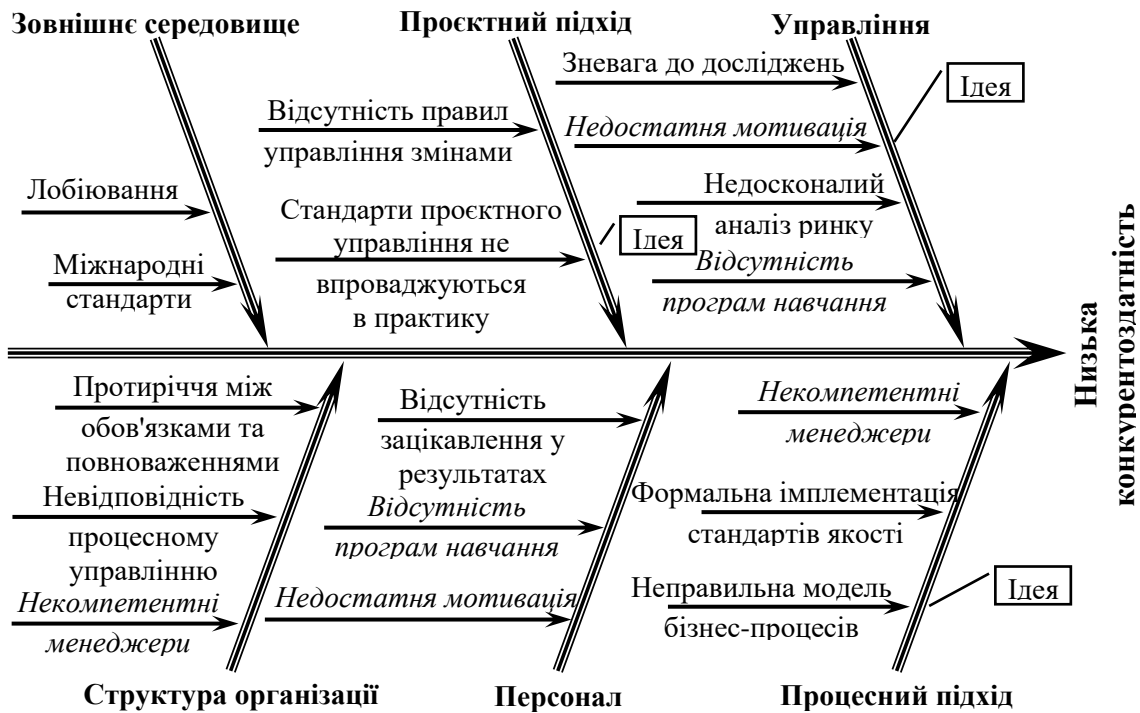 Зовнішнє середовище
Проєктний підхід
Управління
Зневага до досліджень
Ідея
Відсутність правил
управління змінами
Недостатня мотивація
Лобіювання
Недосконалий
аналіз ринку
Стандарти проєктного
управління не
впроваджуються
в практику
Ідея
Міжнародні
стандарти
Відсутність
програм навчання
Низька
конкурентоздатність
Протиріччя між
обов'язками та
повноваженнями
Відсутність
зацікавлення у
результатах
Некомпетентні
менеджери
Невідповідність
процесному
управлінню
Відсутність
програм навчання
Формальна імплементація
стандартів якості
Некомпетентні
менеджери
Недостатня мотивація
Неправильна модель
бізнес-процесів
Ідея
Структура організації
Персонал
Процесний підхід